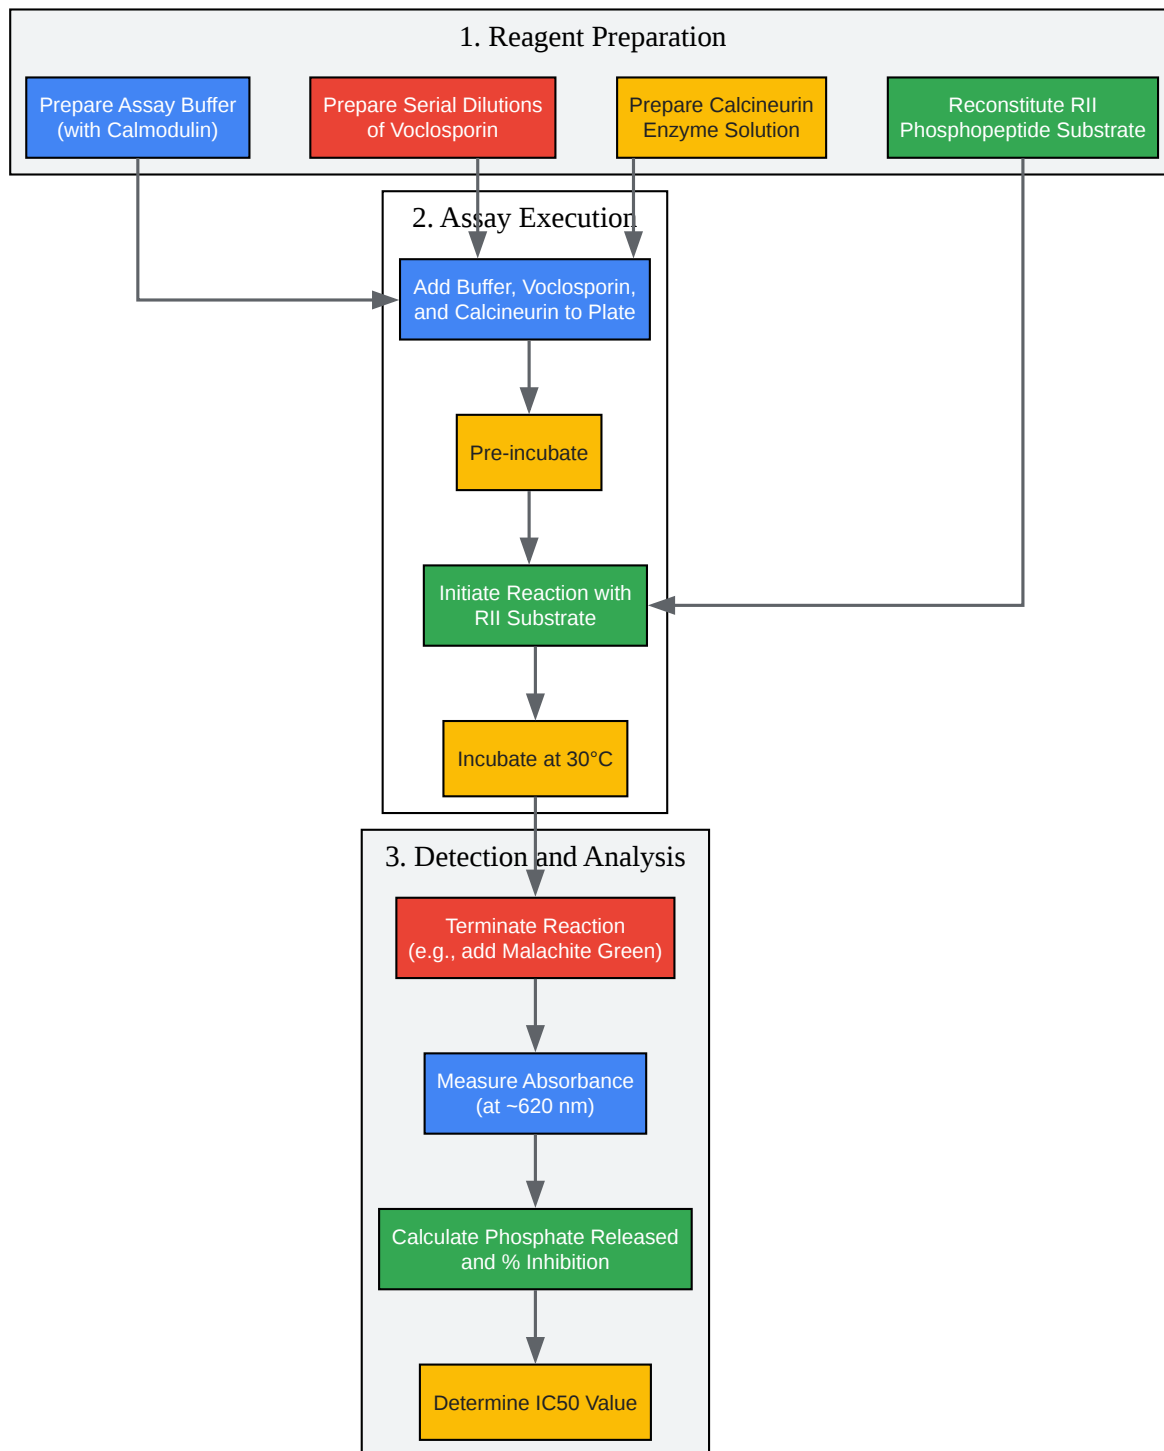 1. Reagent Preparation
Prepare Assay Buffer
(with Calmodulin)
Prepare Serial Dilutions
of Voclosporin
Prepare Calcineurin
Enzyme Solution
Reconstitute RII
Phosphopeptide Substrate
2. Assay Execution
Add Buffer, Voclosporin,
and Calcineurin to Plate
Pre-incubate
Initiate Reaction with
RII Substrate
Incubate at 30°C
3. Detection and Analysis
Terminate Reaction
(e.g., add Malachite Green)
Measure Absorbance
(at ~620 nm)
Calculate Phosphate Released
and % Inhibition
Determine IC50 Value